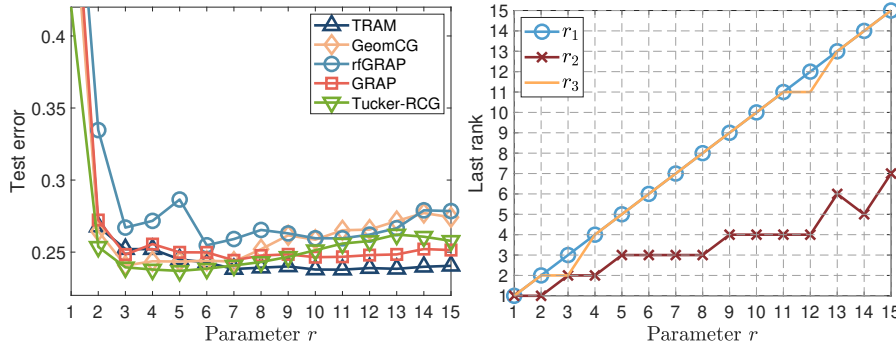 0.4
0.35
0.3
0.25
Test error
1 2 3 4 5 6 7 8 9 10 11 12 13 14 15
Parameter r
TRAM
GeomCG
rfGRAP
GRAP
Tucker-RCG
15
14
13
12
11
10
9
8
7
6
5
4
3
2
1
Last rank
1 2 3 4 5 6 7 8 9 10 11 12 13 14 15
Parameter r
r₁
r₂
r₃